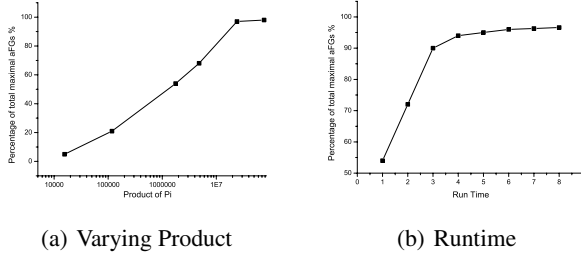 Percentage of total maximal aFGs %
100
80
60
40
20
0
10000 100000 1000000 1E7
Product of Pi
(a) Varying Product
Percentage of total maximal aFGs %
100
90
80
70
60
50
0 1 2 3 4 5 6 7 8
Run Time
(b) Runtime